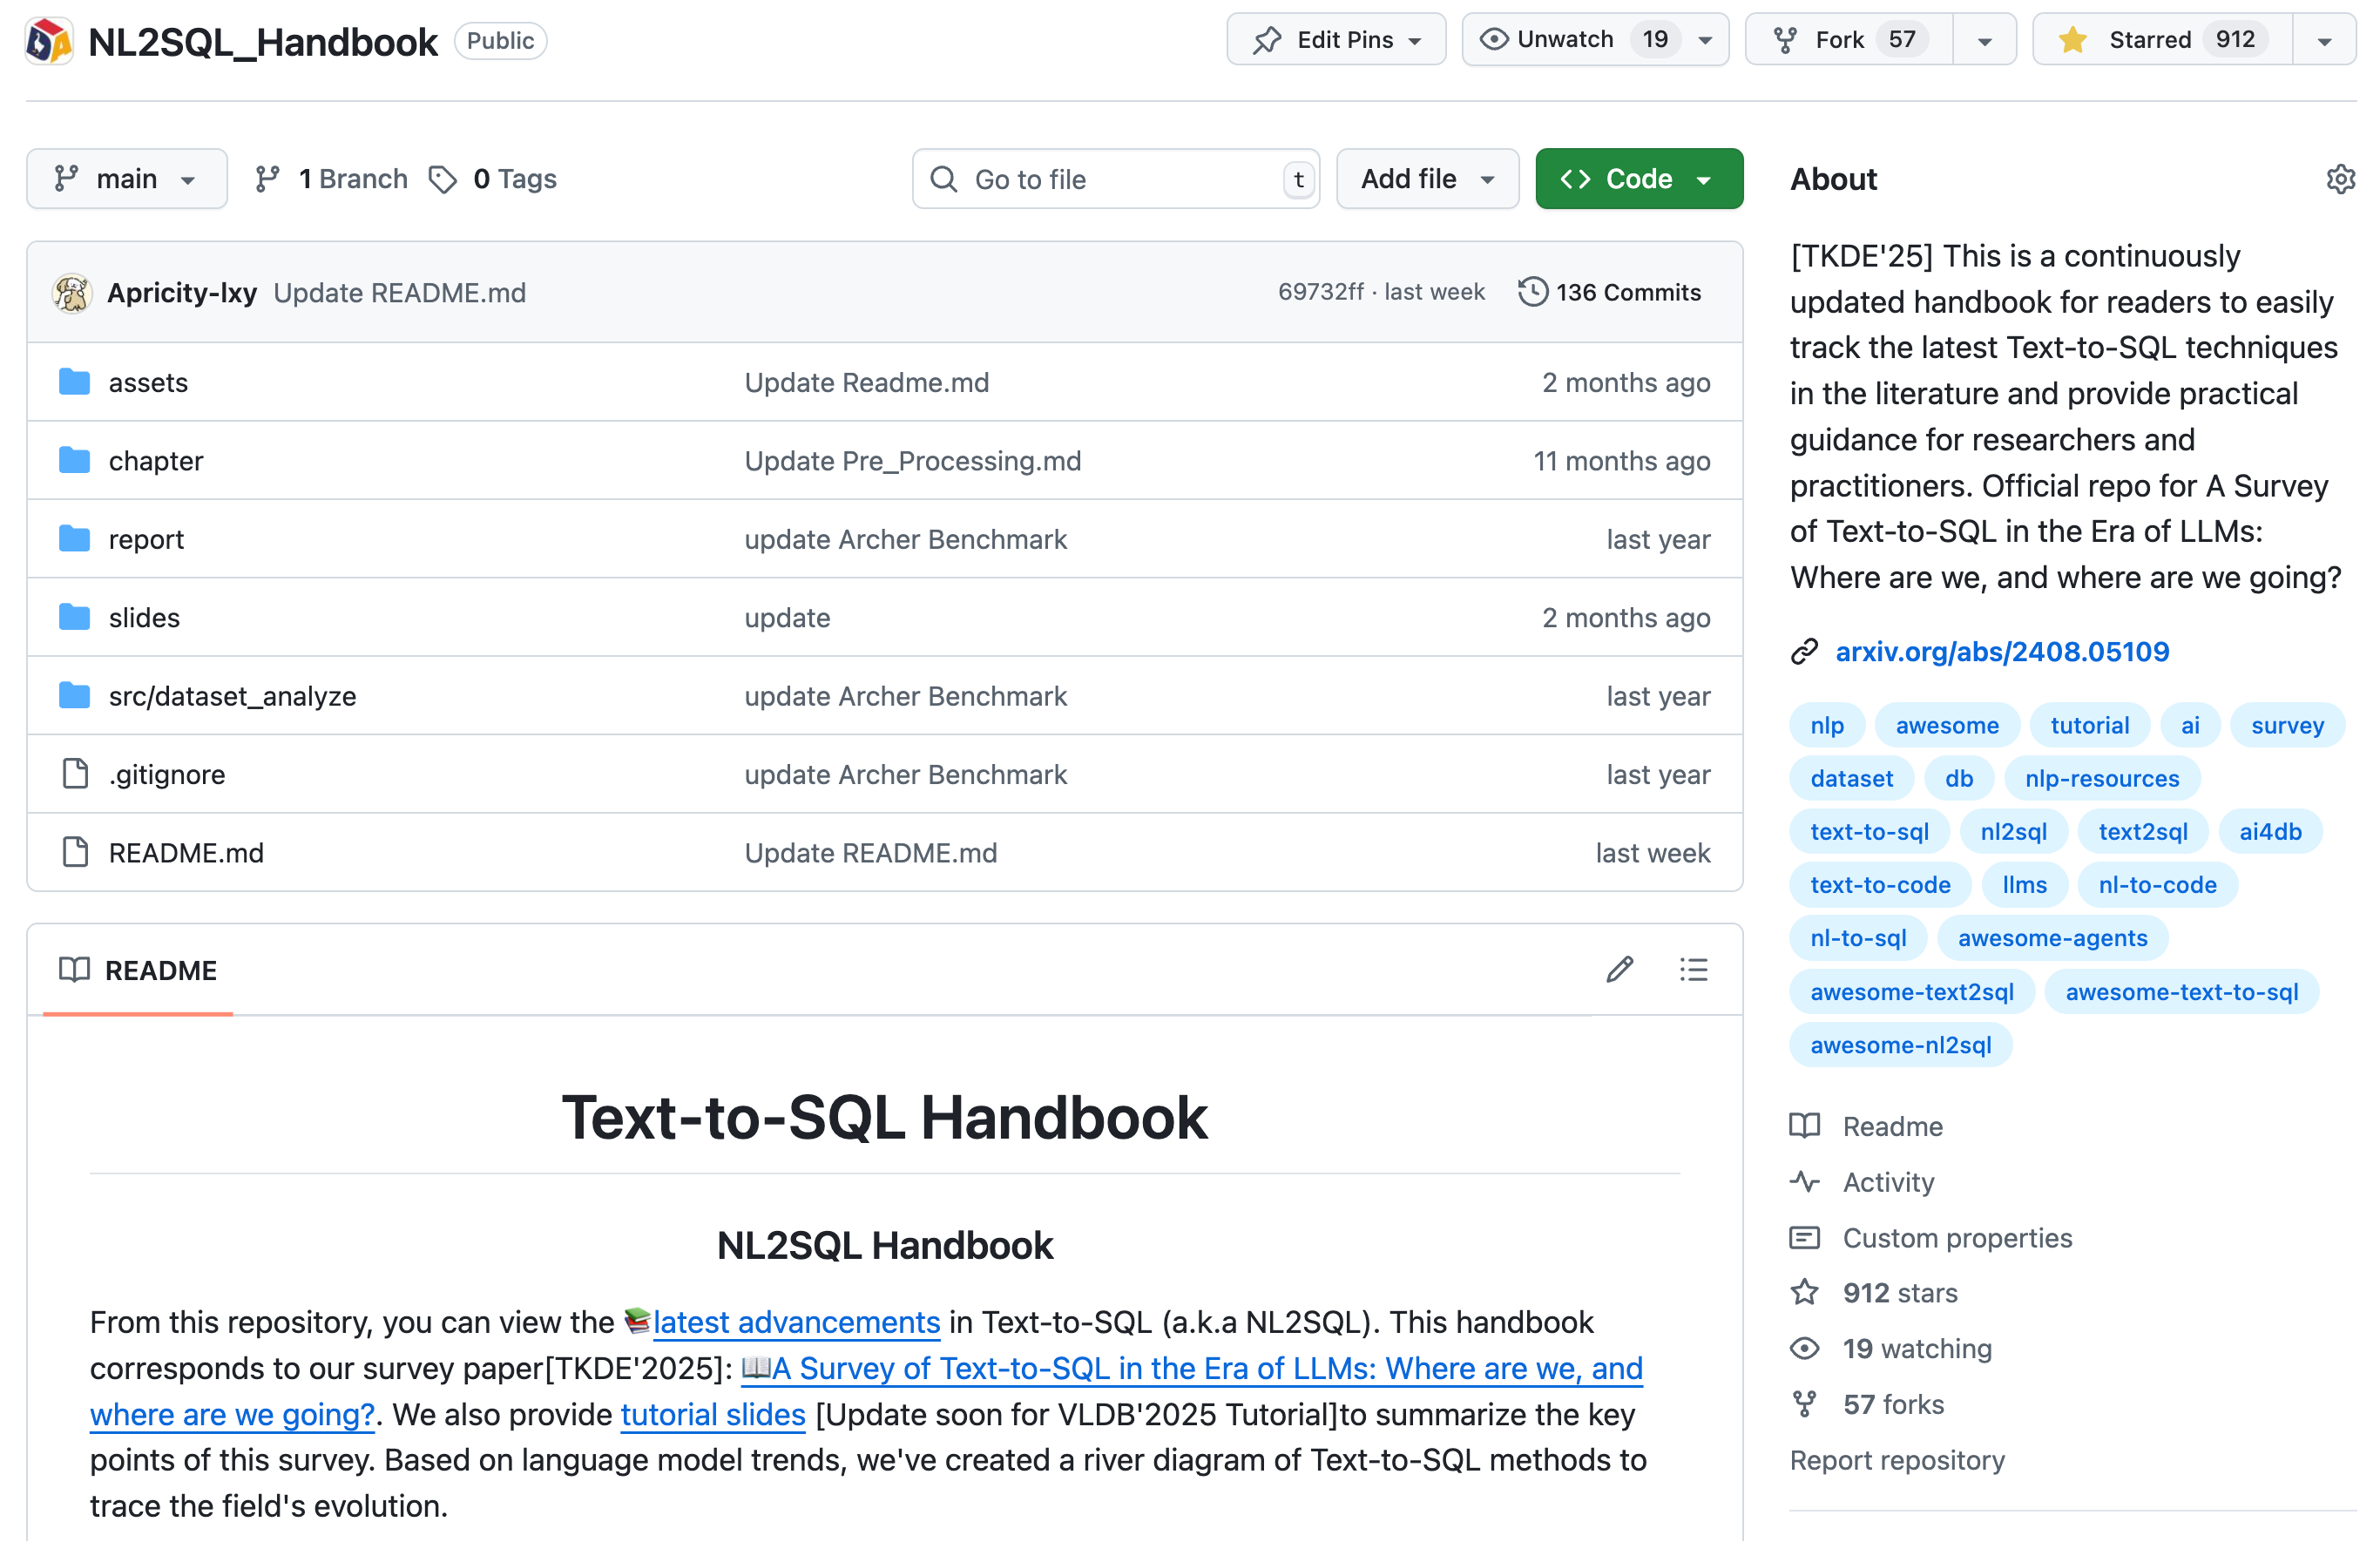 NL2SQL_Handbook Public Edit Pins Unwatch 19 Fork 57 Starred 912
main 1 Branch 0 Tags Go to file t Add file Code
Apricity-lxy Update README.md 69732ff · last week 136 Commits
assets Update Readme.md 2 months ago
chapter Update Pre_Processing.md 11 months ago
report update Archer Benchmark last year
slides update 2 months ago
src/dataset_analyze update Archer Benchmark last year
.gitignore update Archer Benchmark last year
README.md Update README.md last week
README
Text-to-SQL Handbook
NL2SQL Handbook
From this repository, you can view the 📚latest advancements in Text-to-SQL (a.k.a NL2SQL). This handbook
corresponds to our survey paper[TKDE'2025]: 📖A Survey of Text-to-SQL in the Era of LLMs: Where are we, and
where are we going?. We also provide tutorial slides [Update soon for VLDB'2025 Tutorial]to summarize the key
points of this survey. Based on language model trends, we've created a river diagram of Text-to-SQL methods to
trace the field's evolution.
About
[TKDE'25] This is a continuously
updated handbook for readers to easily
track the latest Text-to-SQL techniques
in the literature and provide practical
guidance for researchers and
practitioners. Official repo for A Survey
of Text-to-SQL in the Era of LLMs:
Where are we, and where are we going?
arxiv.org/abs/2408.05109
nlp awesome tutorial ai survey
dataset db nlp-resources
text-to-sql nl2sql text2sql ai4db
text-to-code llms nl-to-code
nl-to-sql awesome-agents
awesome-text2sql awesome-text-to-sql
awesome-nl2sql
Readme
Activity
Custom properties
912 stars
19 watching
57 forks
Report repository